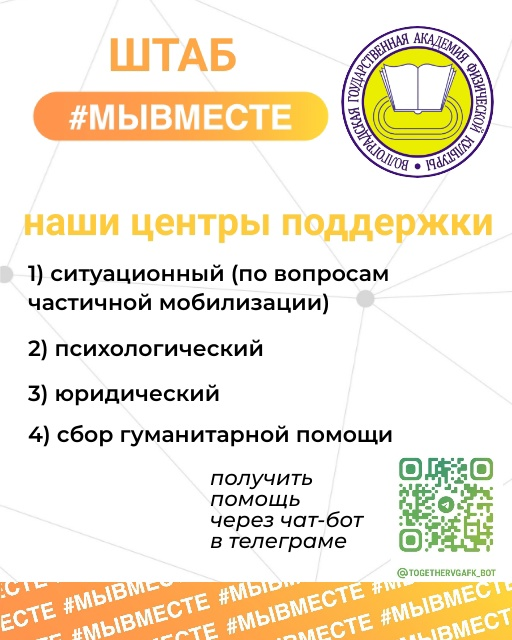 ШТАБ
#МЫВМЕСТЕ
ВОЛГОГРАДСКАЯ ГОСУДАРСТВЕННАЯ АКАДЕМИЯ ФИЗИЧЕСКОЙ КУЛЬТУРЫ
наши центры поддержки
1) ситуационный (по вопросам
частичной мобилизации)
2) психологический
3) юридический
4) сбор гуманитарной помощи
получить
помощь
через чат-бот
в телеграме
@TOGETHERVGAFK_BOT
ЕСТЕ #МЫВМЕСТЕ #МЫВМЕСТЕ #МЫВМЕСТЕ
ЕСТЕ #МЫВМЕСТЕ #МЫВМЕСТЕ #МЫВМЕСТЕ
#МЫВМЕСТЕ #МЫВМЕСТЕ